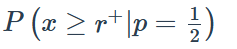 P(x ≥ r⁺|p = 1/2)